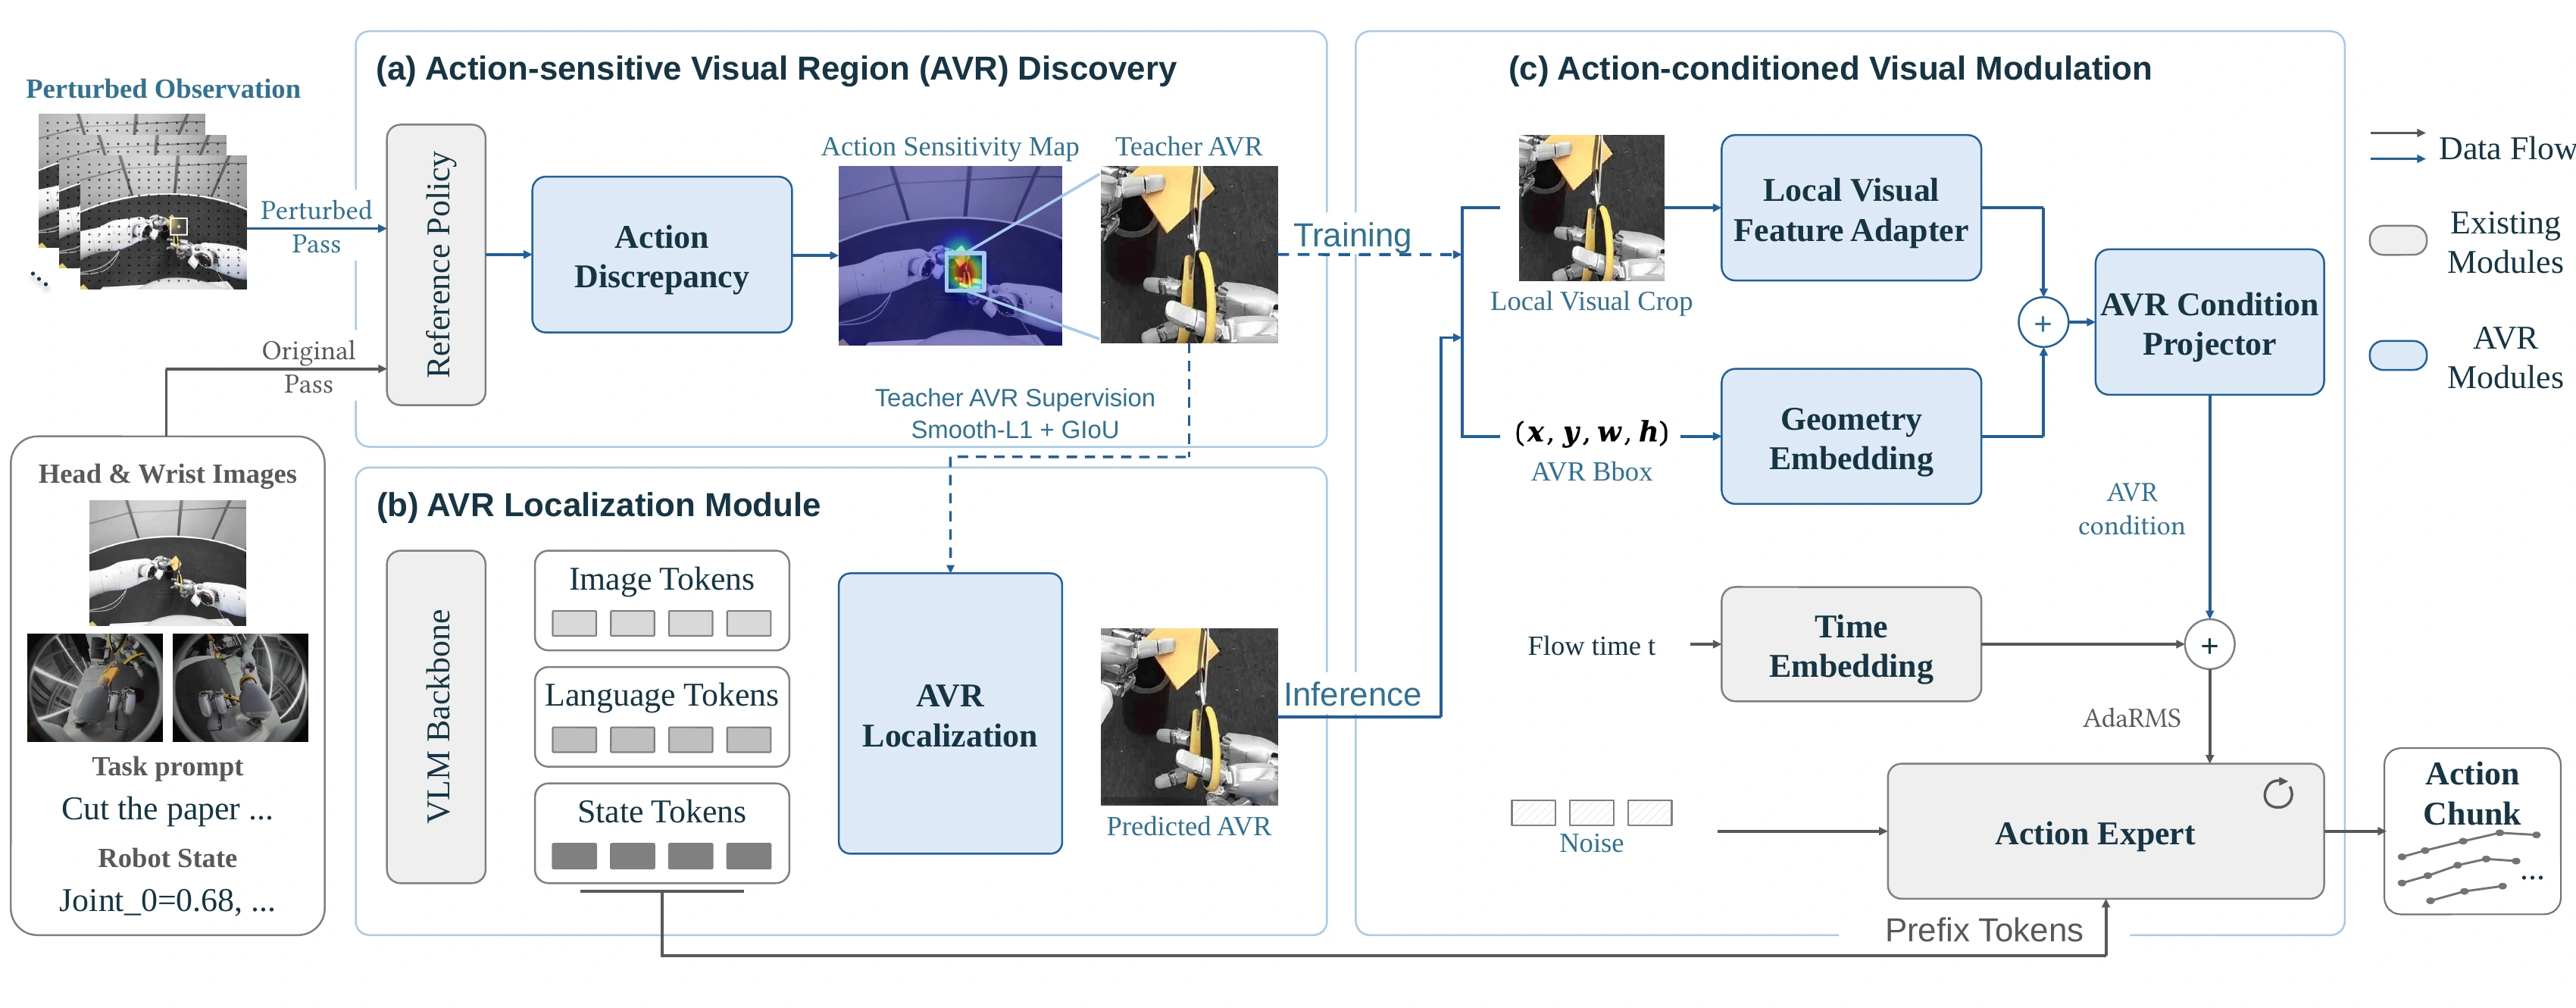 Perturbed Observation
Perturbed
Pass
Original
Pass
Head & Wrist Images
Task prompt
Cut the paper ...
Robot State
Joint_0=0.68, ...
(a) Action-sensitive Visual Region (AVR) Discovery
Reference Policy
Action
Discrepancy
Action Sensitivity Map
Teacher AVR
Teacher AVR Supervision
Smooth-L1 + GIoU
(b) AVR Localization Module
VLM Backbone
Image Tokens
Language Tokens
State Tokens
AVR
Localization
Predicted AVR
Training
Inference
(c) Action-conditioned Visual Modulation
Local Visual Crop
Local Visual
Feature Adapter
(x, y, w, h)
AVR Bbox
Geometry
Embedding
+
AVR Condition
Projector
AVR
condition
Flow time t
Time
Embedding
+
AdaRMS
Noise
Action Expert
Prefix Tokens
Action
Chunk
...
Data Flow
Existing
Modules
AVR
Modules